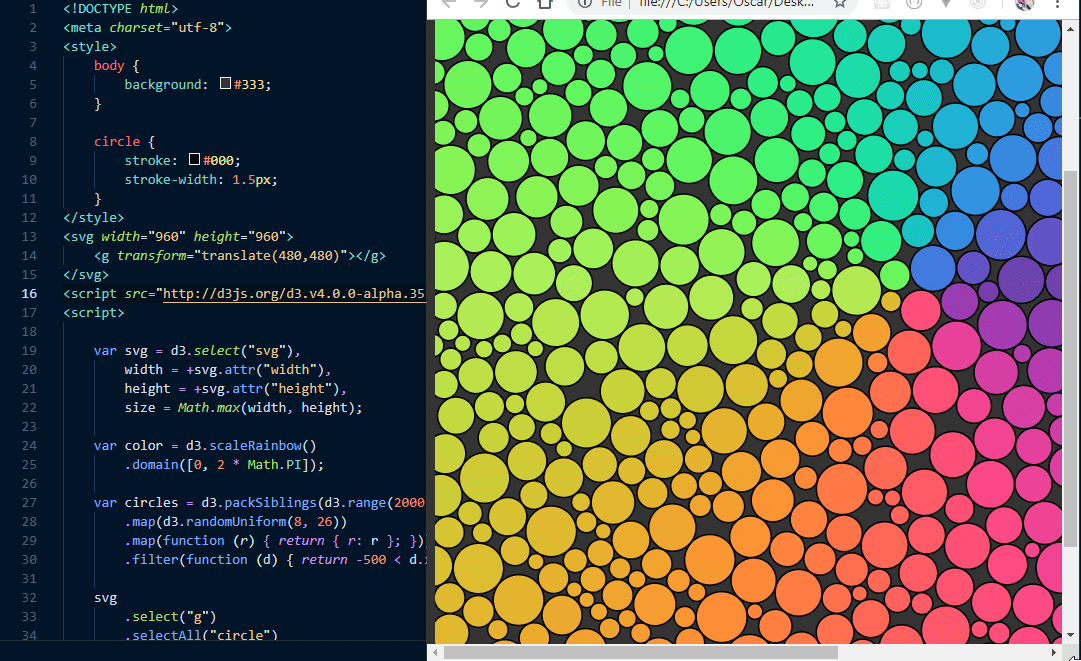 File file:///C:/Users/Oscar/Desk...
1 <!DOCTYPE html>
2 <meta charset="utf-8">
3 <style>
4 body {
5 background: #333;
6 }
7
8 circle {
9 stroke: #000;
10 stroke-width: 1.5px;
11 }
12 </style>
13 <svg width="960" height="960">
14 <g transform="translate(480,480)"></g>
15 </svg>
16 <script src="http://d3js.org/d3.v4.0.0-alpha.35
17 <script>
18
19 var svg = d3.select("svg"),
20 width = +svg.attr("width"),
21 height = +svg.attr("height"),
22 size = Math.max(width, height);
23
24 var color = d3.scaleRainbow()
25 .domain([0, 2 * Math.PI]);
26
27 var circles = d3.packSiblings(d3.range(2000
28 .map(d3.randomUniform(8, 26))
29 .map(function (r) { return { r: r }; }))
30 .filter(function (d) { return -500 < d.
31
32 svg
33 .select("g")
34 .selectAll("circle")